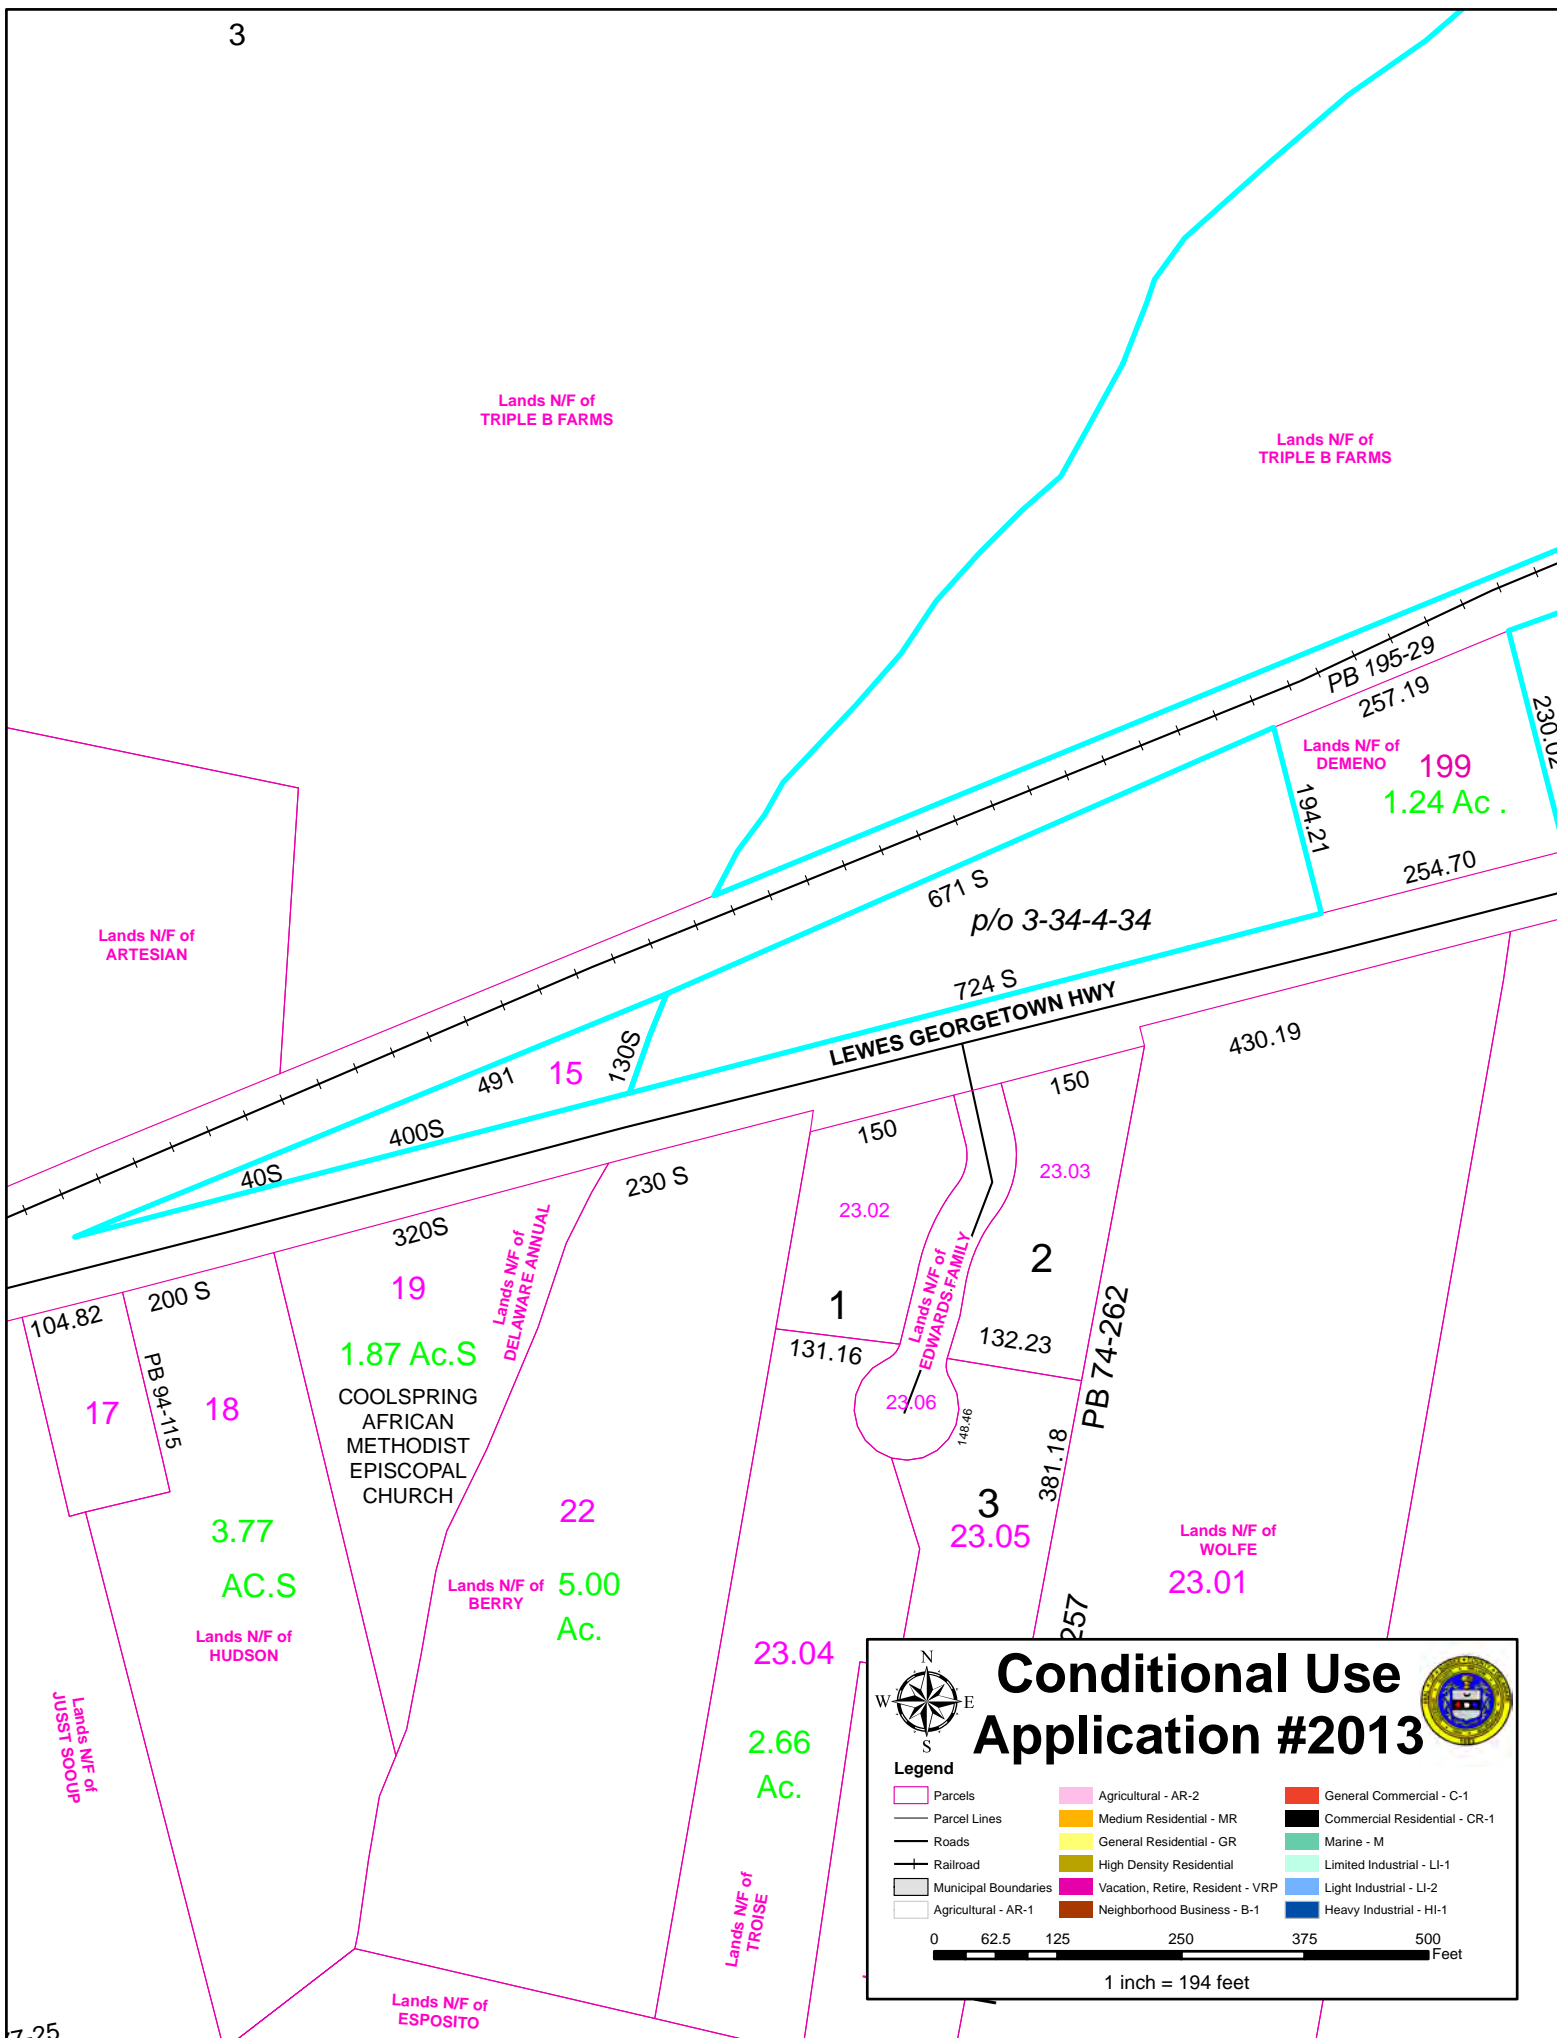 3
Lands N/F of
TRIPLE B FARMS
Lands N/F of
TRIPLE B FARMS
PB 195-29
257.19
230.02
Lands N/F of
DEMENO
199
1.24 Ac .
194.21
254.70
671 S
p/o 3-34-4-34
Lands N/F of
ARTESIAN
724 S
LEWES GEORGETOWN HWY
430.19
130S
15
491
150
400S
150
40S
230 S
23.03
23.02
320S
Lands N/F of
DELAWARE ANNUAL
Lands N/F of
EDWARDS FAMILY
2
19
200 S
104.82
1
132.23
131.16
1.87 Ac.S
PB 74-262
PB 94-115
COOLSPRING
AFRICAN
METHODIST
EPISCOPAL
CHURCH
17
18
23.06
148.46
381.18
3
23.05
22
3.77
AC.S
Lands N/F of
WOLFE
23.01
Lands N/F of
BERRY
5.00
Ac.
257
Lands N/F of
HUDSON
23.04
Lands N/F of
JUSST SOOUP
2.66
Ac.
Lands N/F of
TROISE
Lands N/F of
ESPOSITO
7-25
N
W
E
S
Conditional Use
Application #2013
Legend
Parcels
Parcel Lines
Roads
Railroad
Municipal Boundaries
Agricultural - AR-1
Agricultural - AR-2
Medium Residential - MR
General Residential - GR
High Density Residential
Vacation, Retire, Resident - VRP
Neighborhood Business - B-1
General Commercial - C-1
Commercial Residential - CR-1
Marine - M
Limited Industrial - LI-1
Light Industrial - LI-2
Heavy Industrial - HI-1
0 62.5 125 250 375 500
Feet
1 inch = 194 feet